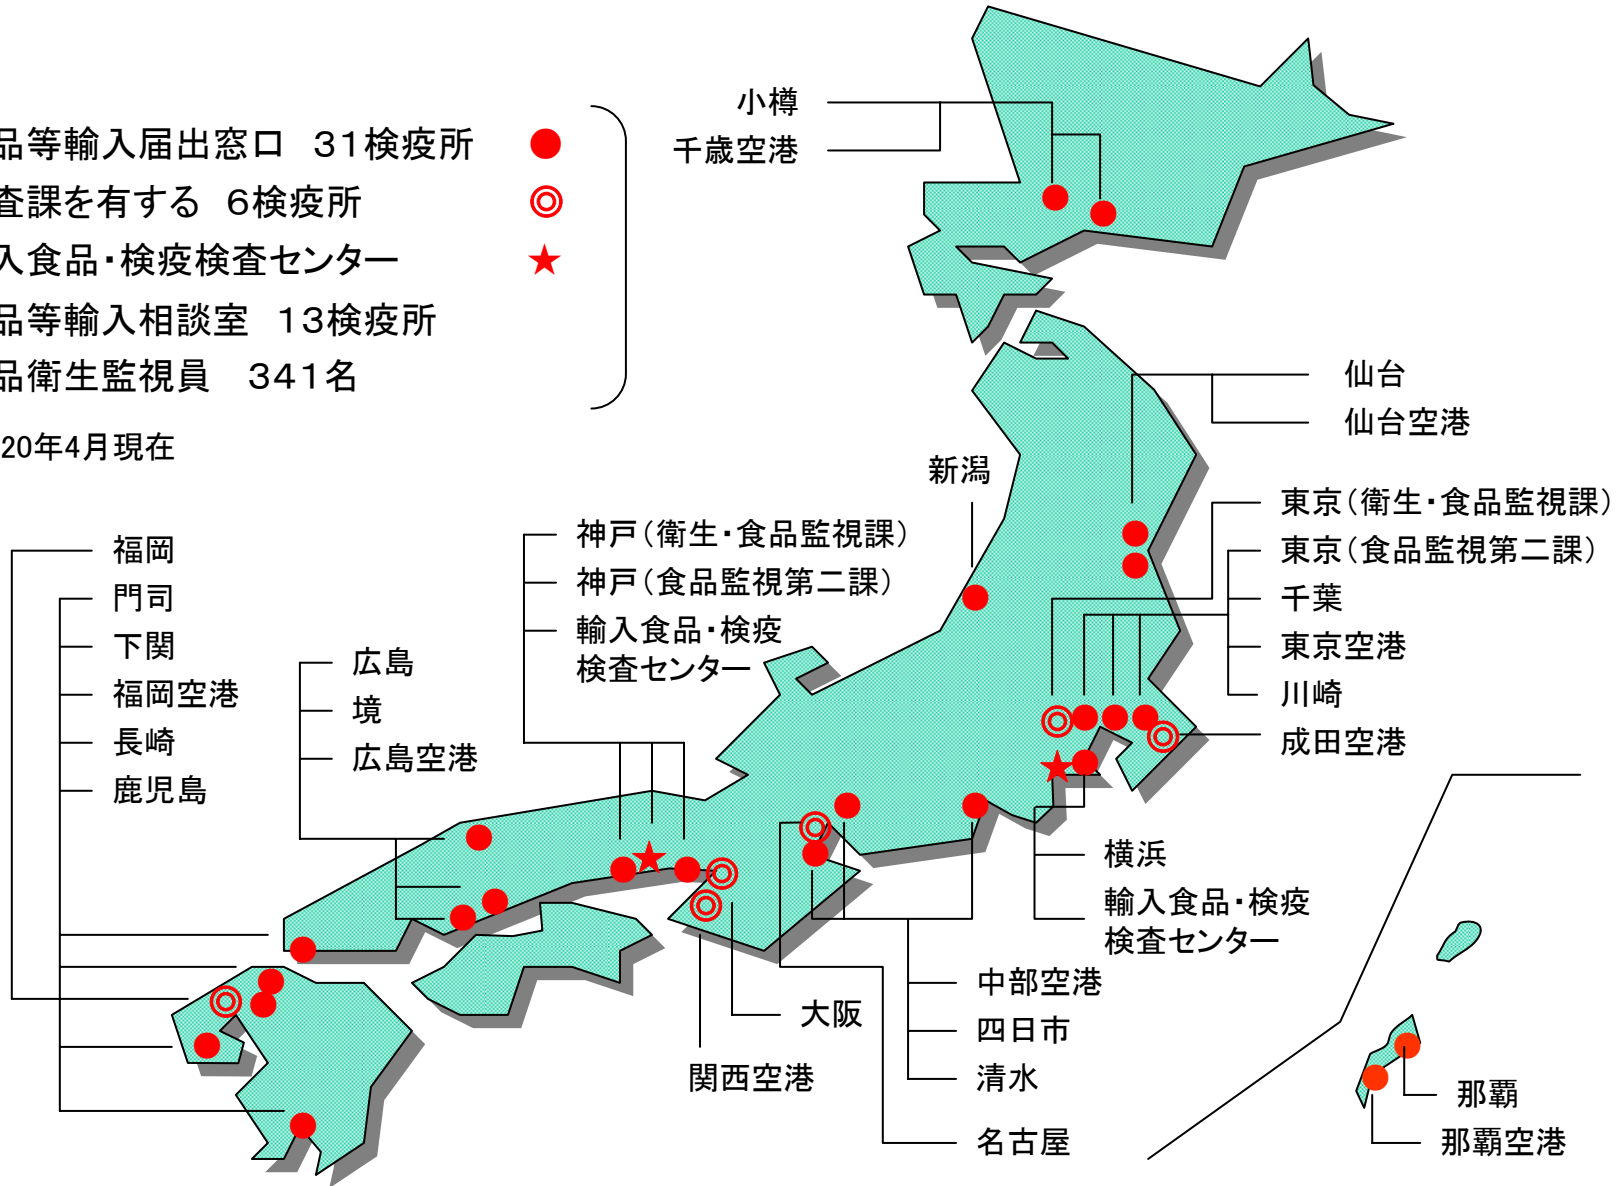 品等輸入届出窓口 31検疫所
査課を有する 6検疫所
入食品・検疫検査センター
品等輸入相談室 13検疫所
品衛生監視員 341名
20年4月現在
小樽
千歳空港
仙台
仙台空港
新潟
東京(衛生・食品監視課)
東京(食品監視第二課)
千葉
東京空港
川崎
成田空港
神戸(衛生・食品監視課)
神戸(食品監視第二課)
輸入食品・検疫
検査センター
福岡
門司
下関
福岡空港
長崎
鹿児島
広島
境
広島空港
横浜
輸入食品・検疫
検査センター
中部空港
四日市
清水
名古屋
大阪
関西空港
那覇
那覇空港